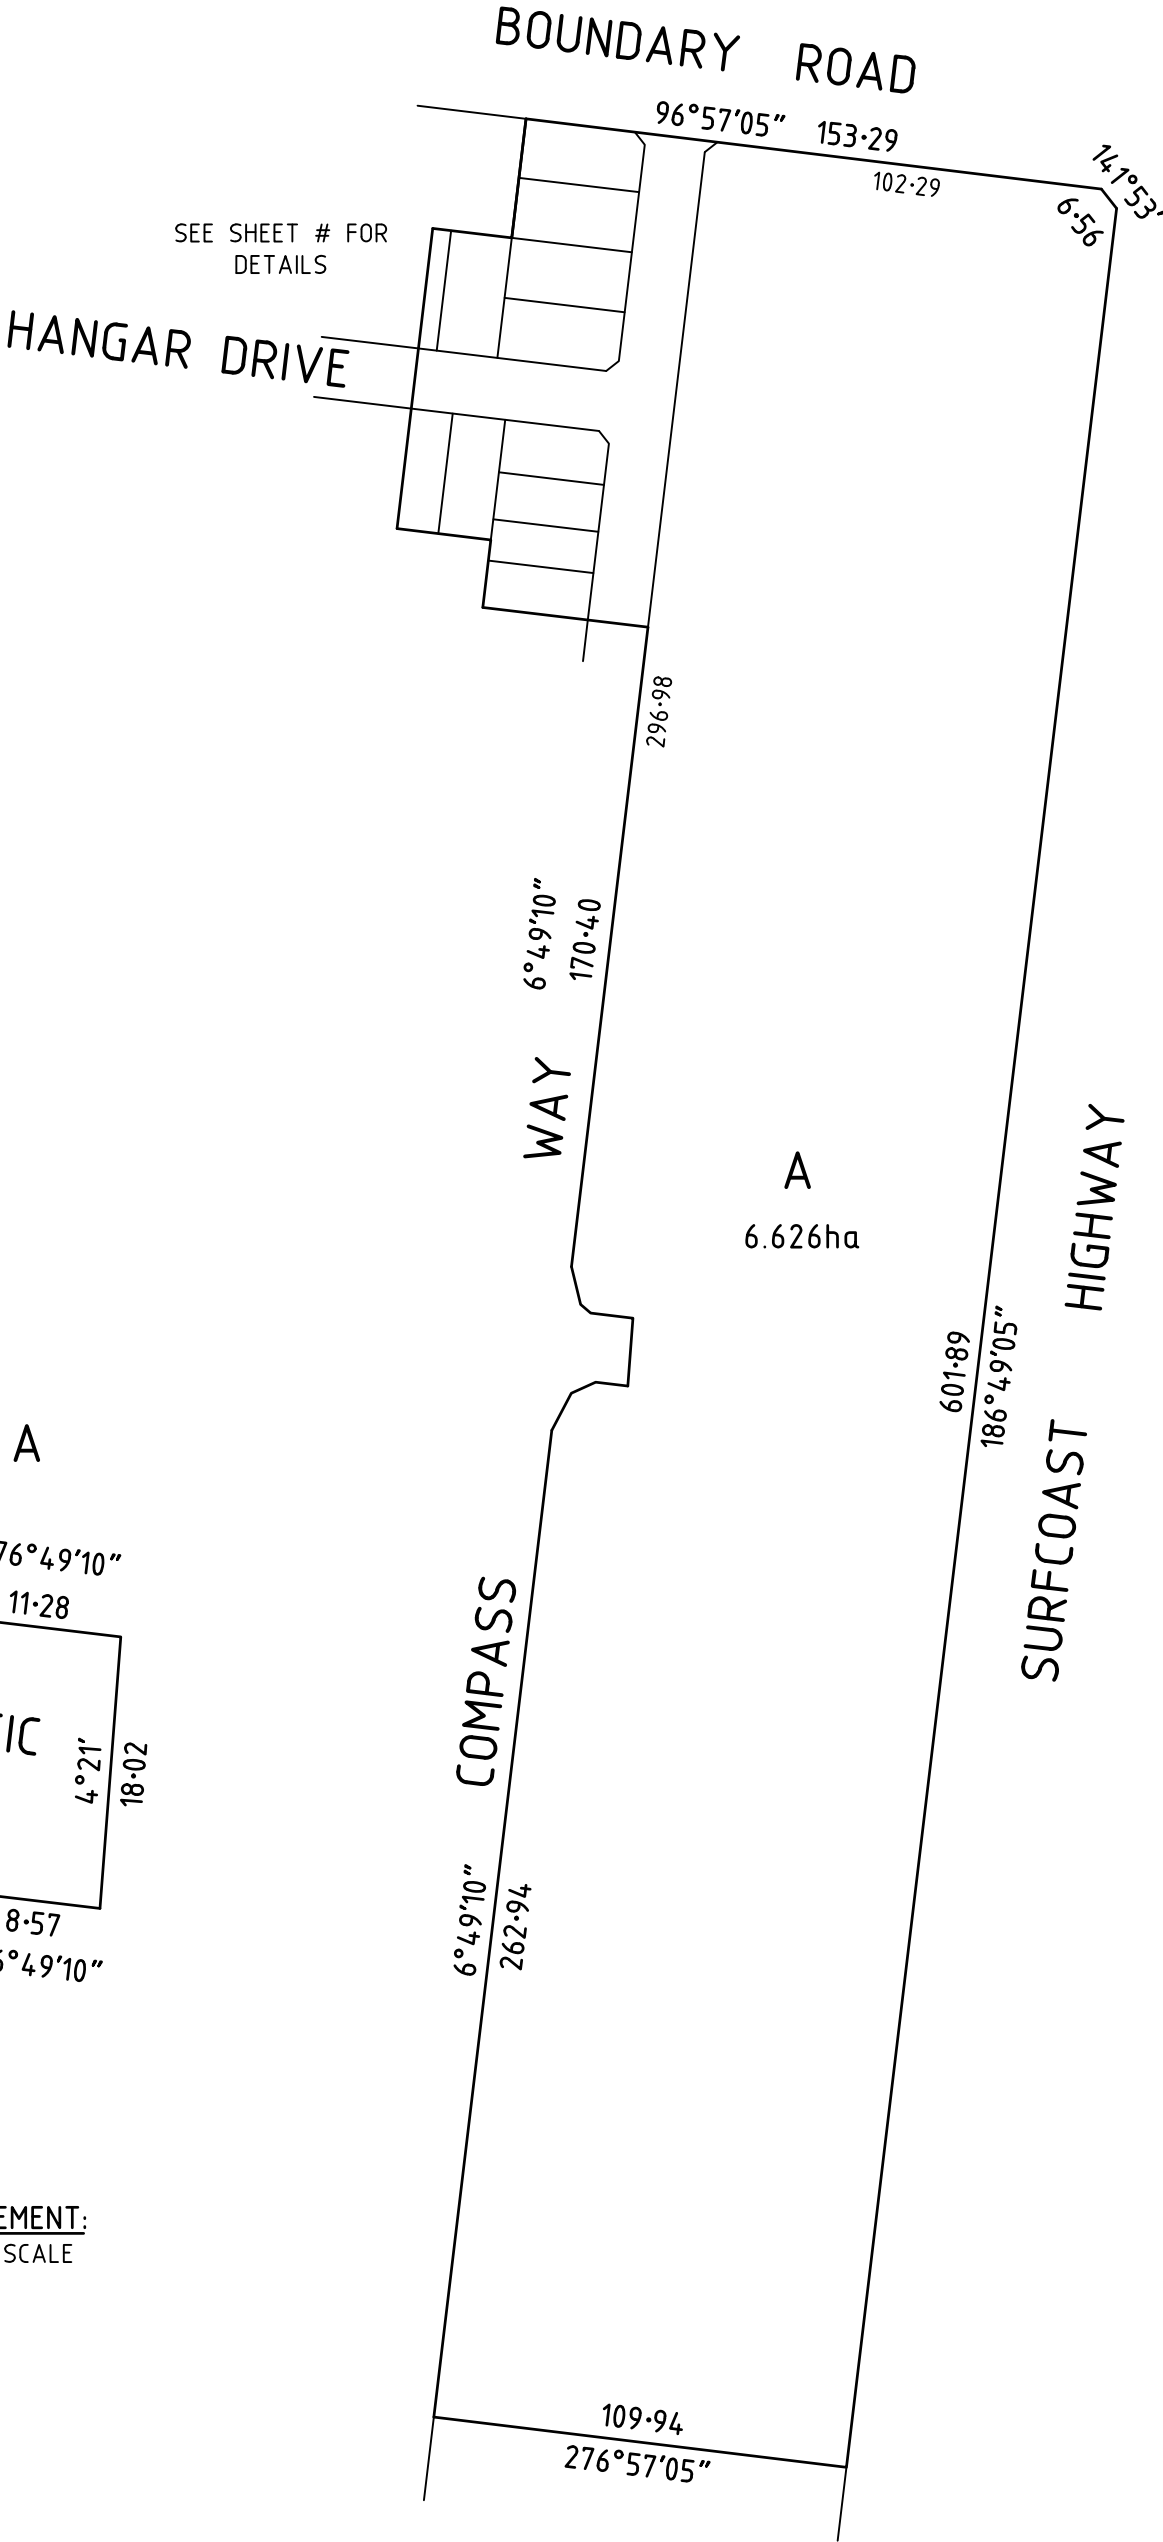 BOUNDARY ROAD
96°57'05" 153·29
102·29
141°53'
6·56
SEE SHEET # FOR
DETAILS
HANGAR DRIVE
296·98
6°49'10"
170·40
WAY
A
6.626ha
HIGHWAY
601·89
186°49'05"
SURFCOAST
A
76°49'10"
11·28
COMPASS
TIC
4°21'
18·02
8·57
6°49'10"
6°49'10"
262·94
EMENT:
SCALE
109·94
276°57'05"